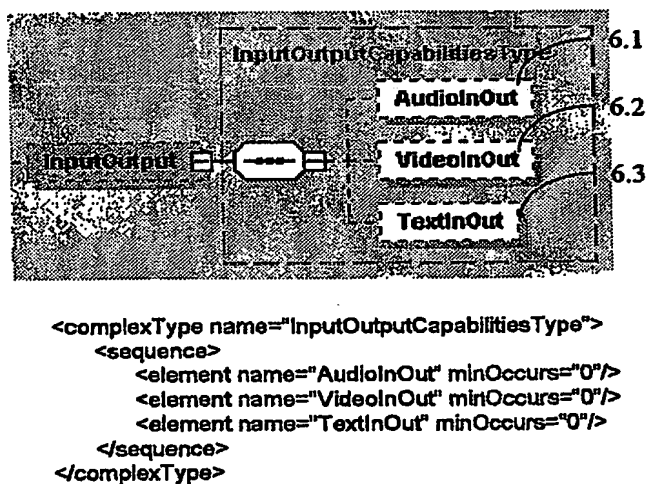 InputOutputCapabilitiesType
6.1
AudioInOut
6.2
InputOutput
VideoInOut
6.3
TextInOut
<complexType name="InputOutputCapabilitiesType">
<sequence>
<element name="AudioInOut" minOccurs="0"/>
<element name="VideoInOut" minOccurs="0"/>
<element name="TextInOut" minOccurs="0"/>
</sequence>
</complexType>